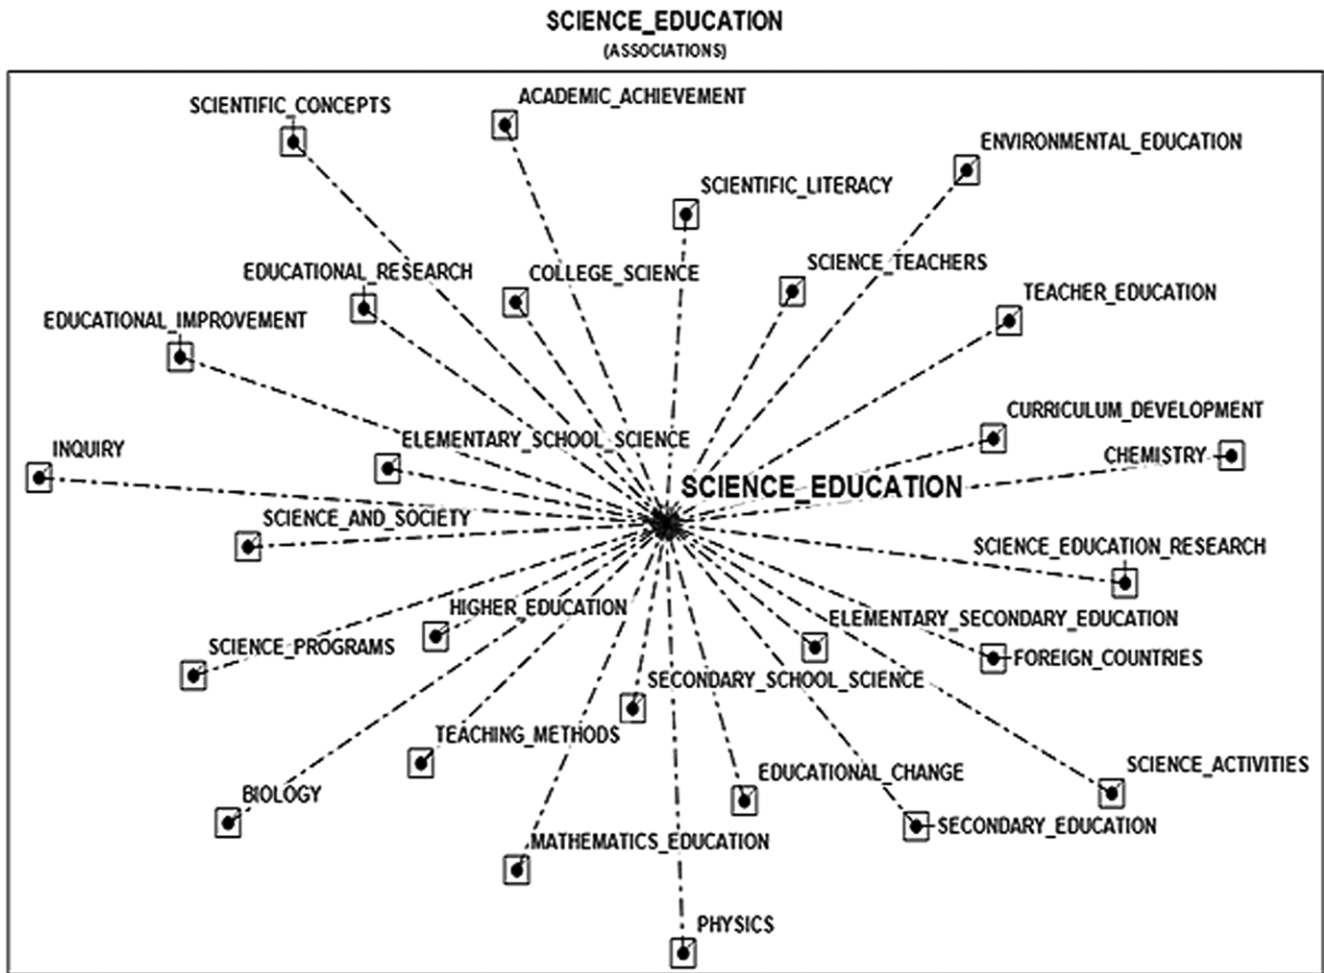 SCIENCE_EDUCATION
(ASSOCIATIONS)
ACADEMIC_ACHIEVEMENT
SCIENTIFIC_CONCEPTS
ENVIRONMENTAL_EDUCATION
SCIENTIFIC_LITERACY
SCIENCE_TEACHERS
EDUCATIONAL_RESEARCH
COLLEGE_SCIENCE
TEACHER_EDUCATION
EDUCATIONAL_IMPROVEMENT
CURRICULUM_DEVELOPMENT
ELEMENTARY_SCHOOL_SCIENCE
INQUIRY
CHEMISTRY
SCIENCE_EDUCATION
SCIENCE_AND_SOCIETY
SCIENCE_EDUCATION_RESEARCH
HIGHER_EDUCATION
ELEMENTARY_SECONDARY_EDUCATION
SCIENCE_PROGRAMS
FOREIGN_COUNTRIES
SECONDARY_SCHOOL_SCIENCE
TEACHING_METHODS
SCIENCE_ACTIVITIES
EDUCATIONAL_CHANGE
BIOLOGY
SECONDARY_EDUCATION
MATHEMATICS_EDUCATION
PHYSICS